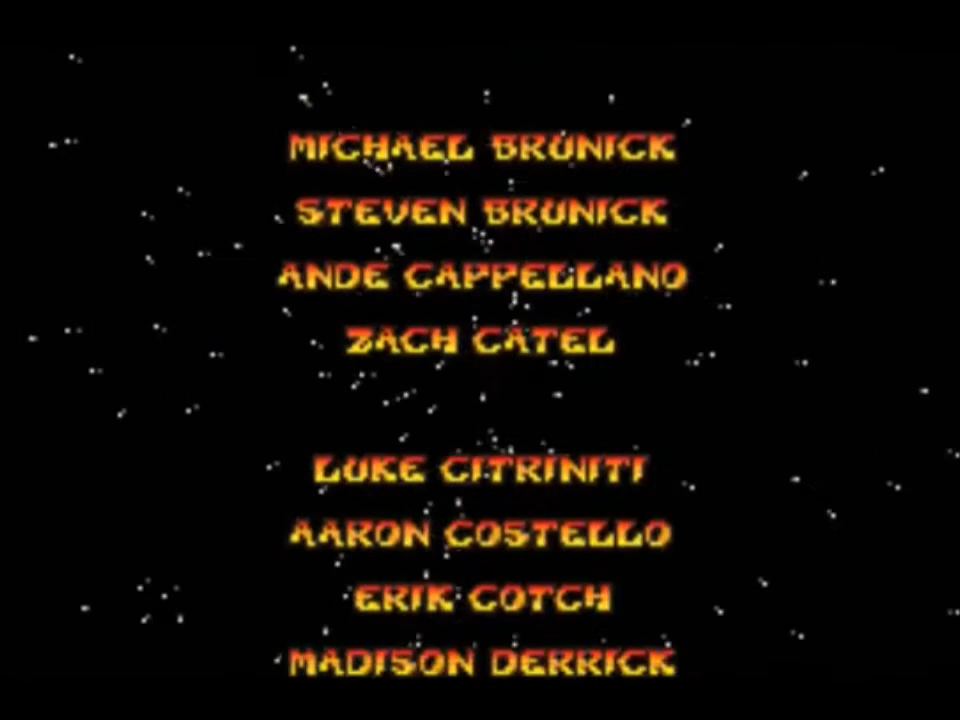 MICHAEL BRUNICK
STEVEN BRUNICK
ANDE CAPPELLANO
ZACH CATEL
LUKE CITRINITI
AARON COSTELLO
ERIK COTCH
MADISON DERRICK